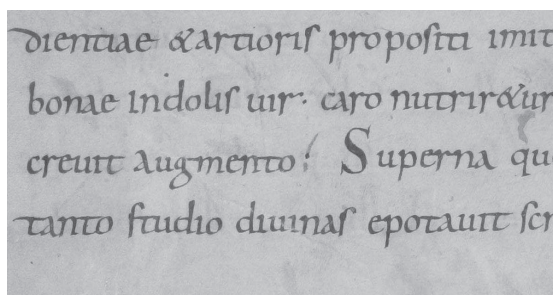 dientiae &artioris propositi imit
bonae indolis uir· caro nutrir&ur
creuit augmento; Superna qu
tanto studio diuinas epotauit scr